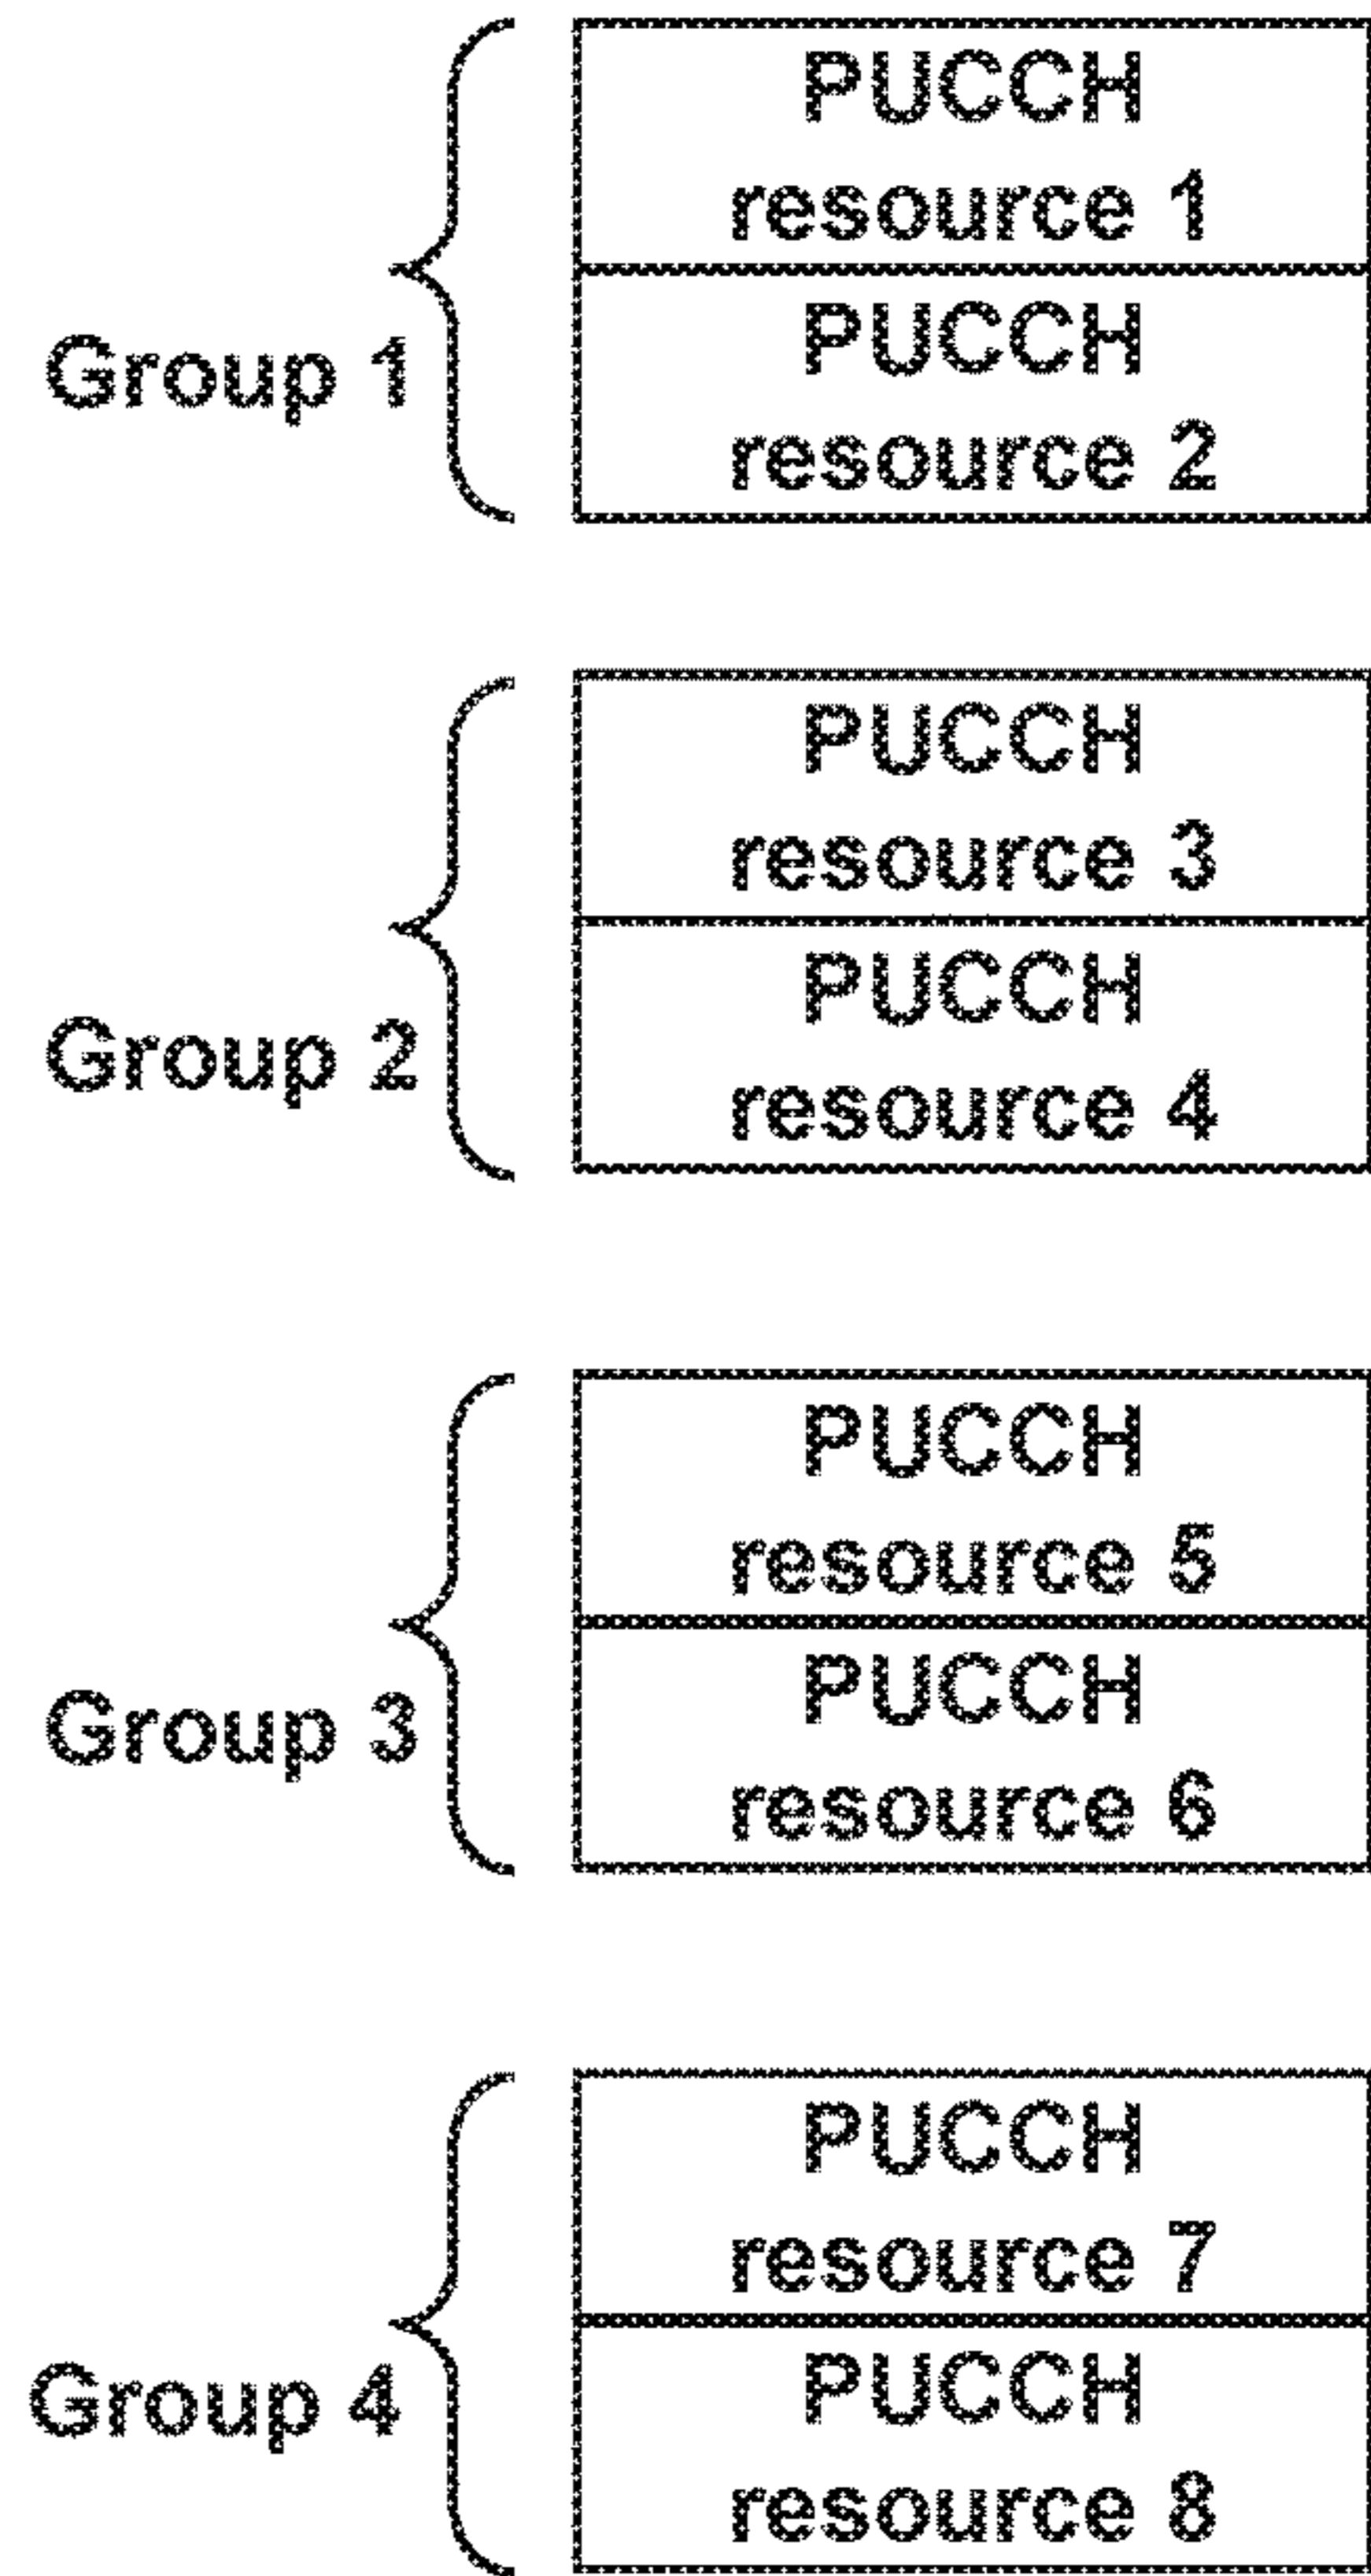 PUCCH
resource 1
Group 1
PUCCH
resource 2
PUCCH
resource 3
Group 2
PUCCH
resource 4
PUCCH
resource 5
Group 3
PUCCH
resource 6
PUCCH
resource 7
Group 4
PUCCH
resource 8